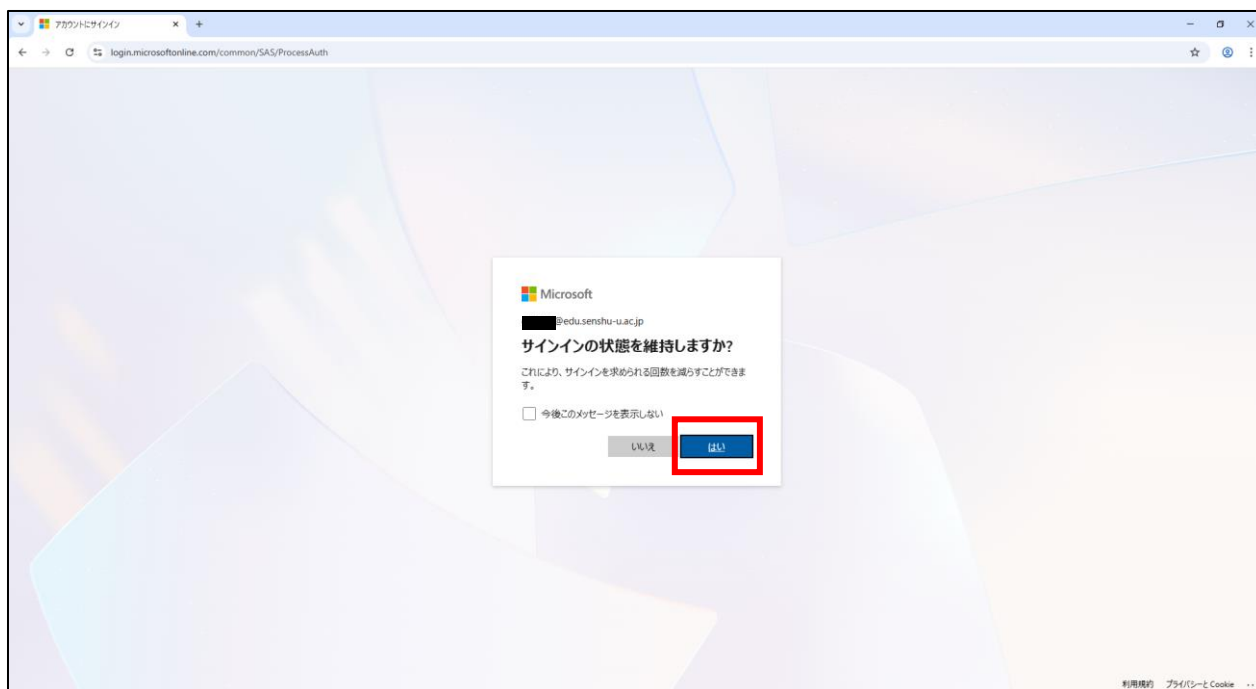 アカウントにサインイン
login.microsoftonline.com/common/SAS/ProcessAuth
Microsoft
@edu.senshu-u.ac.jp
サインインの状態を維持しますか?
これにより、サインインを求められる回数を減らすことができま
す。
今後このメッセージを表示しない
いいえ はい
利用規約 プライバシーと Cookie ...